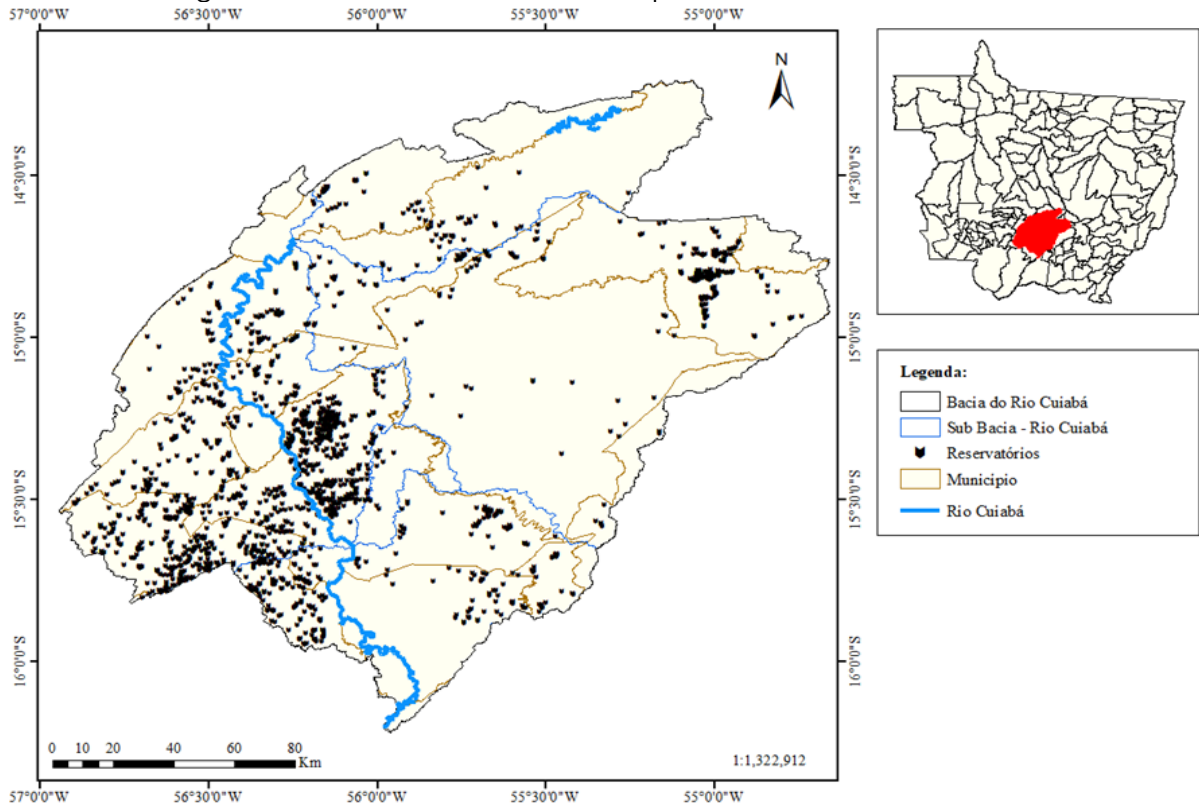 57°0'0"W 56°30'0"W 56°0'0"W 55°30'0"W 55°0'0"W
N
14°30'0"S 14°30'0"S
15°0'0"S 15°0'0"S
15°30'0"S 15°30'0"S
16°0'0"S 16°0'0"S
0 10 20 40 60 80
Km
1:1,322,912
57°0'0"W 56°30'0"W 56°0'0"W 55°30'0"W 55°0'0"W
Legenda:
Bacia do Rio Cuiabá
Sub Bacia - Rio Cuiabá
Reservatórios
Município
Rio Cuiabá